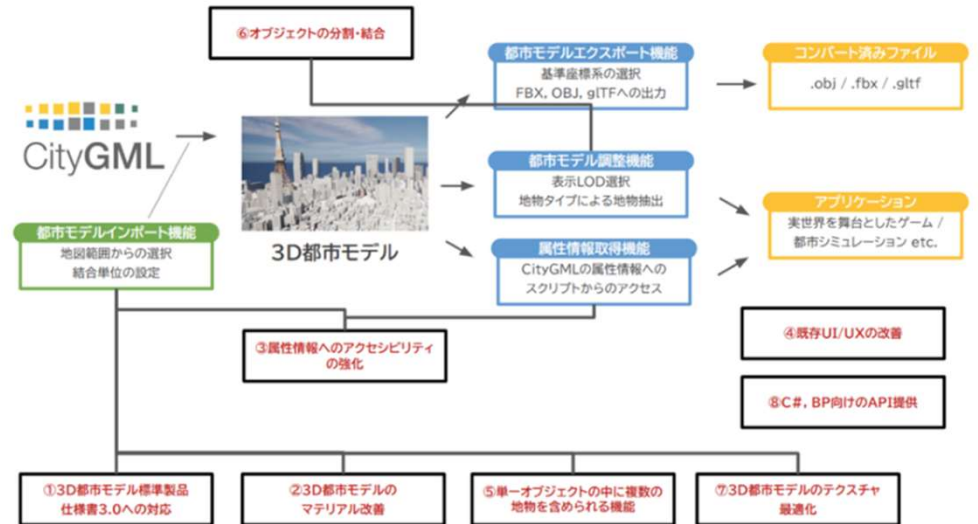 ⑥オブジェクトの分割・結合
都市モデルエクスポート機能
基準座標系の選択
FBX, OBJ, glTFへの出力
コンバート済みファイル
.obj / .fbx / .gltf
CityGML
都市モデルインポート機能
地図範囲からの選択
結合単位の設定
3D都市モデル
都市モデル調整機能
表示LOD選択
地物タイプによる地物抽出
属性情報取得機能
CityGMLの属性情報への
スクリプトからのアクセス
アプリケーション
実世界を舞台としたゲーム /
都市シミュレーション etc.
③属性情報へのアクセシビリティ
の強化
④既存UI/UXの改善
⑧C#, BP向けのAPI提供
①3D都市モデル標準製品
仕様書3.0への対応
②3D都市モデルの
マテリアル改善
⑤単一オブジェクトの中に複数の
地物を含められる機能
⑦3D都市モデルのテクスチャ
最適化